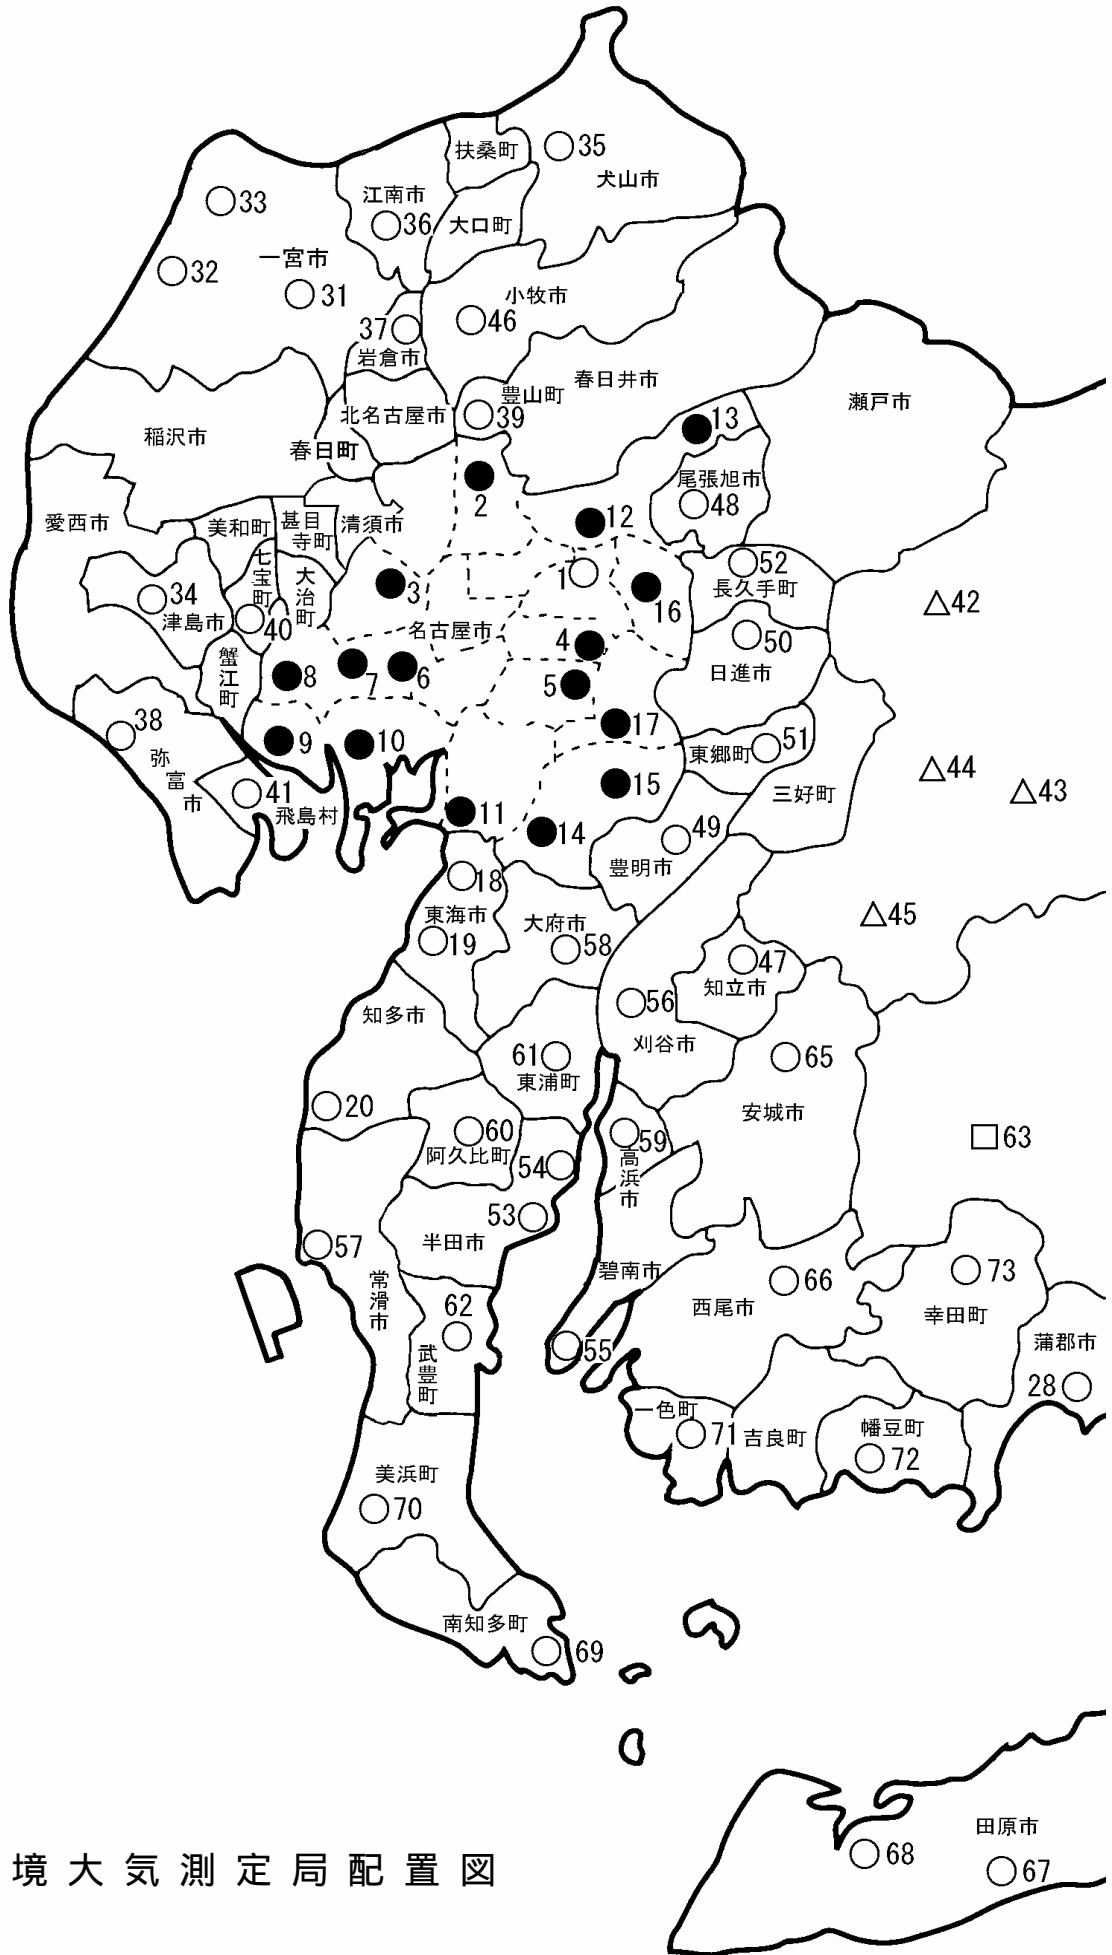 扶桑町
35
犬山市
33
江南市
36
大口町
32
一宮市
31
小牧市
46
37
岩倉市
豊山町
39
春日井市
瀬戸市
北名古屋市
13
稲沢市
春日町
2
尾張旭市
48
愛西市
美和町
甚目
寺町
清須市
12
七宝町
大治町
3
1
16
52
長久手町
34
津島市
40
名古屋市
4
50
日進市
42
蟹江町
8
7
6
5
38
弥富市
9
10
17
東郷町
51
44
41
飛島村
11
15
三好町
43
14
49
豊明市
18
東海市
19
大府市
58
45
47
知立市
知多市
56
刈谷市
61
東浦町
65
安城市
20
60
阿久比町
59
高浜市
63
54
53
半田市
57
常滑市
碧南市
66
西尾市
73
幸田町
62
武豊町
55
蒲郡市
28
一色町
71
吉良町
幡豆町
72
美浜町
70
南知多町
69
田原市
68
67
境大気測定局配置図